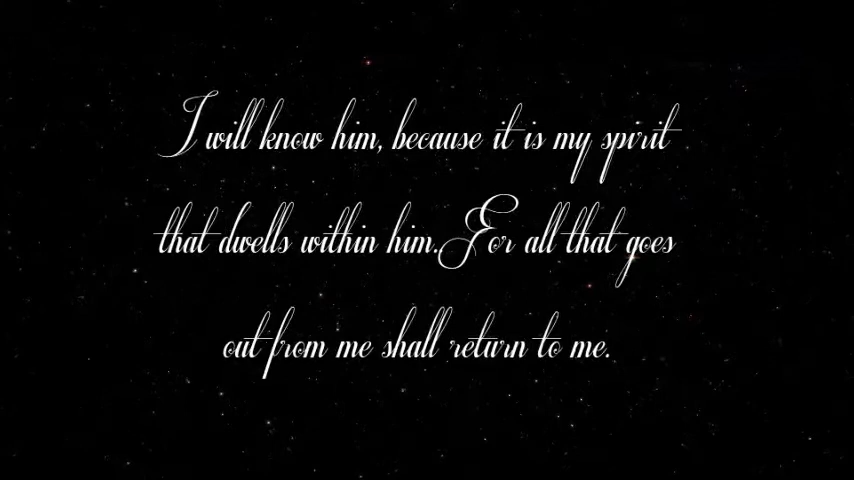 I will know him, because it is my spirit
that dwells within him. For all that goes
out from me shall return to me.